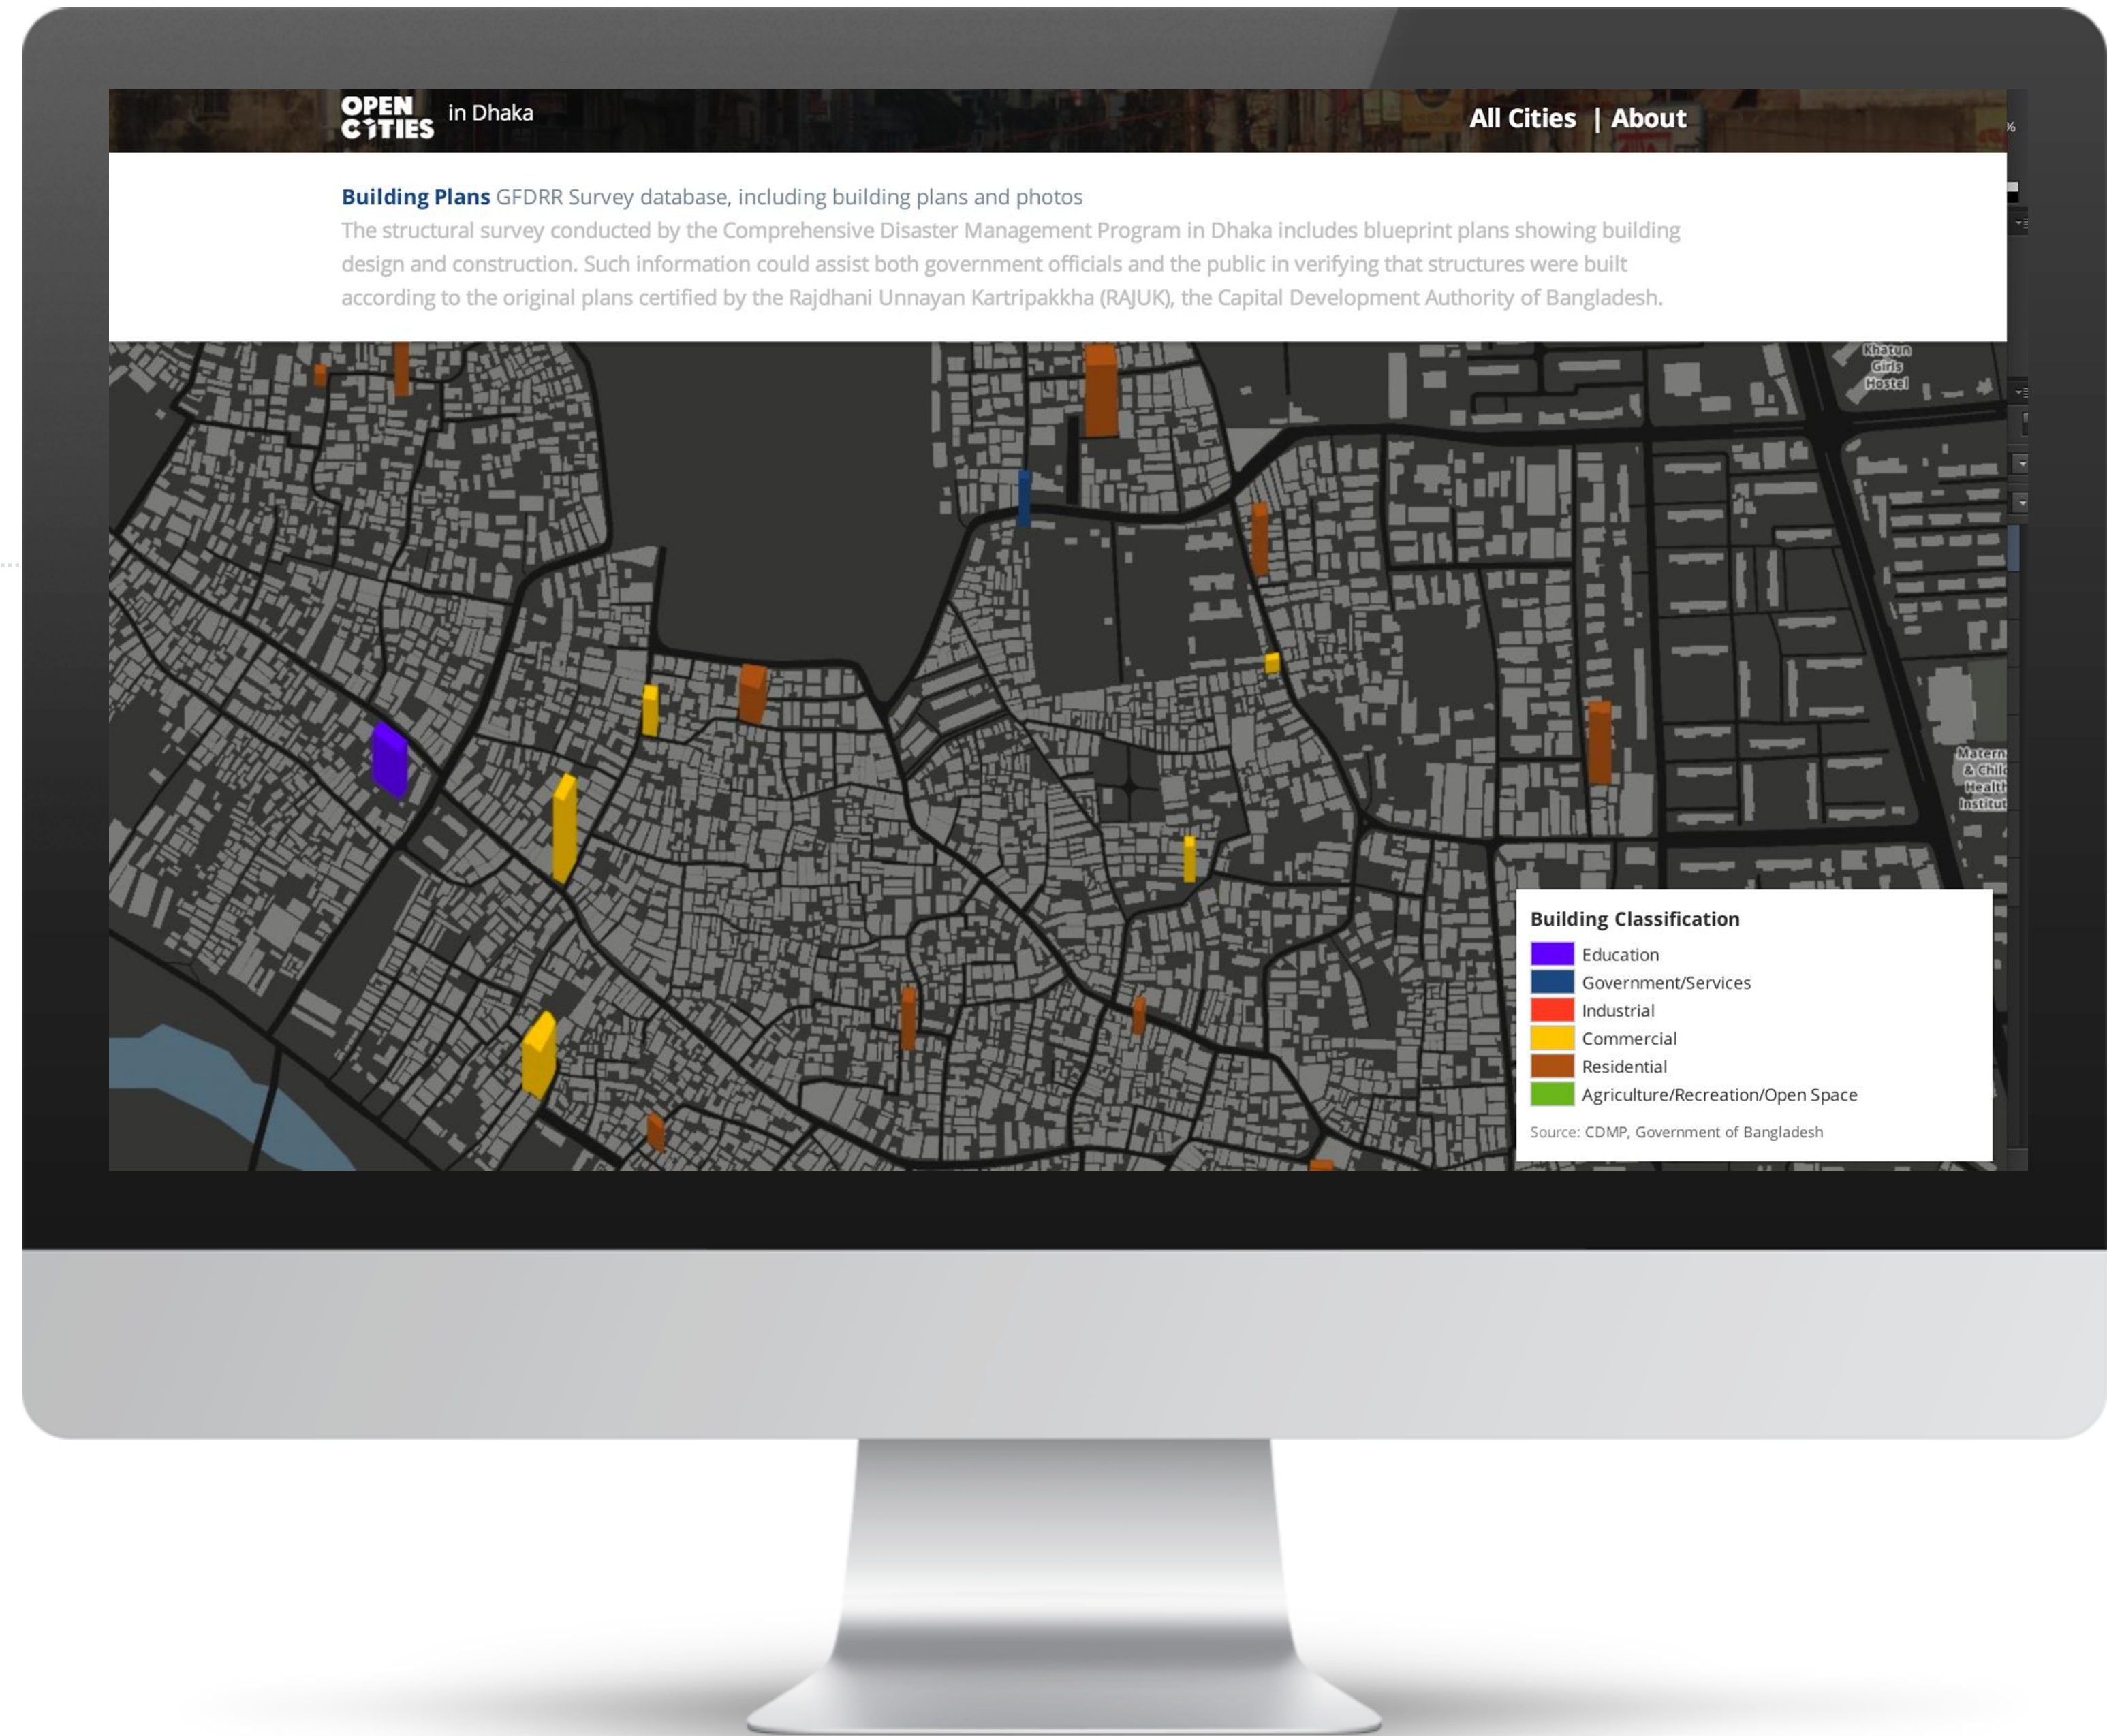 OPEN
CITIES
in Dhaka
All Cities | About
%
Building Plans GFDRR Survey database, including building plans and photos
The structural survey conducted by the Comprehensive Disaster Management Program in Dhaka includes blueprint plans showing building
design and construction. Such information could assist both government officials and the public in verifying that structures were built
according to the original plans certified by the Rajdhani Unnayan Kartripakkha (RAJUK), the Capital Development Authority of Bangladesh.
Khatun
Girls
Hostel
Matern
& Chil
Health
Institut
Building Classification
Education
Government/Services
Industrial
Commercial
Residential
Agriculture/Recreation/Open Space
Source: CDMP, Government of Bangladesh